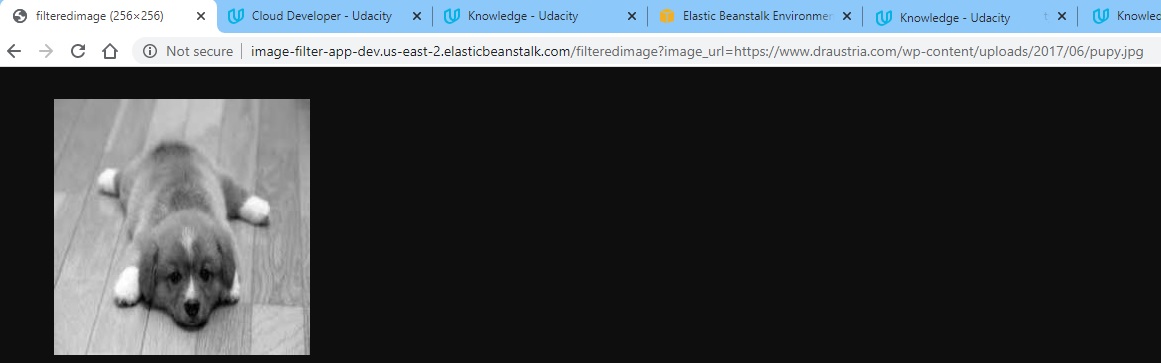 filteredimage (256×256)
Cloud Developer - Udacity
Knowledge - Udacity
Elastic Beanstalk Environmen
Knowledge - Udacity
Knowled
Not secure | image-filter-app-dev.us-east-2.elasticbeanstalk.com/filteredimage?image_url=https://www.draustria.com/wp-content/uploads/2017/06/pupy.jpg